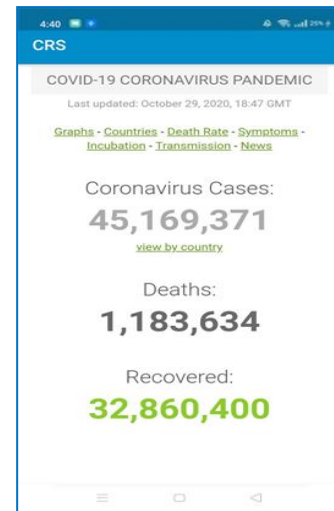 4:40 25%
CRS
COVID-19 CORONAVIRUS PANDEMIC
Last updated: October 29, 2020, 18:47 GMT
Graphs - Countries - Death Rate - Symptoms -
Incubation - Transmission - News
Coronavirus Cases:
45,169,371
view by country
Deaths:
1,183,634
Recovered:
32,860,400